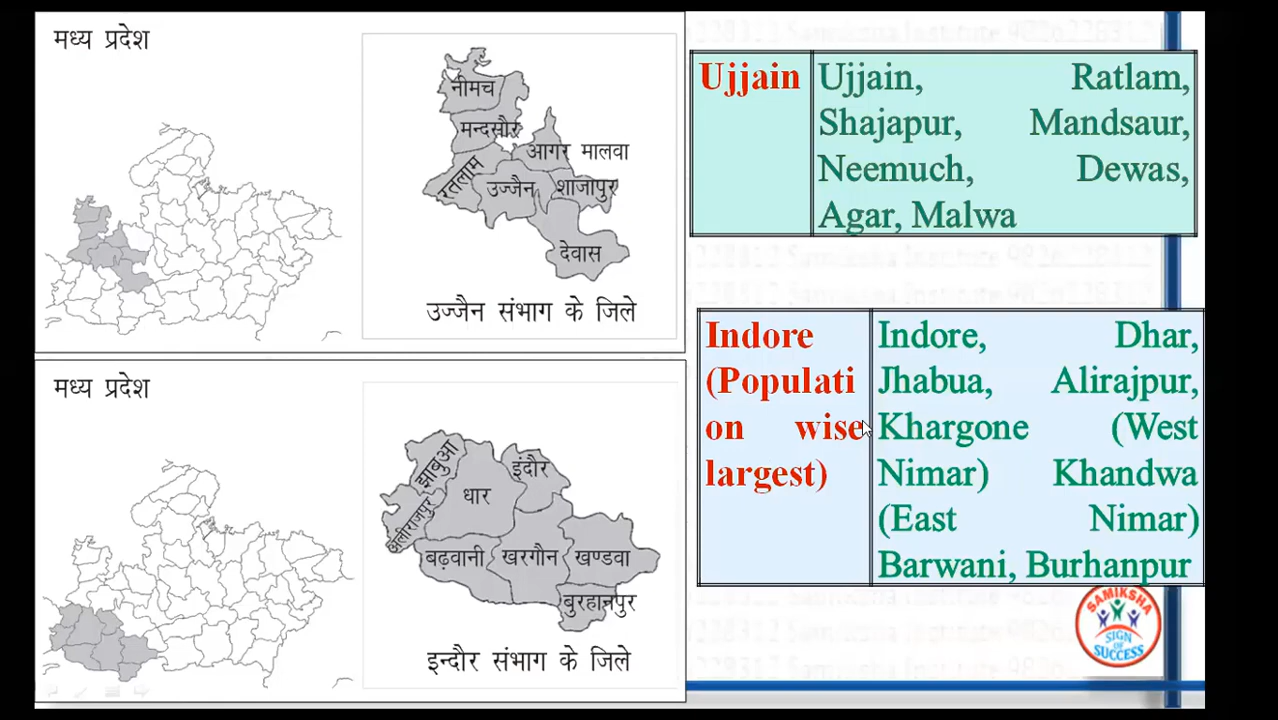 मध्य प्रदेश
नीमच
मन्दसौर
आगर मालवा
रतलाम
उज्जैन
शाजापुर
देवास
उज्जैन संभाग के जिले
Ujjain
Ujjain, Ratlam,
Shajapur, Mandsaur,
Neemuch, Dewas,
Agar, Malwa
मध्य प्रदेश
झाबुआ
इंदौर
धार
अलीराजपुर
बढ़वानी
खरगौन
खण्डवा
बुरहानपुर
इन्दौर संभाग के जिले
Indore
(Populati
on wise
largest)
Indore, Dhar,
Jhabua, Alirajpur,
Khargone (West
Nimar) Khandwa
(East Nimar)
Barwani, Burhanpur
SAMIKSHA
SIGN
OF
SUCCESS